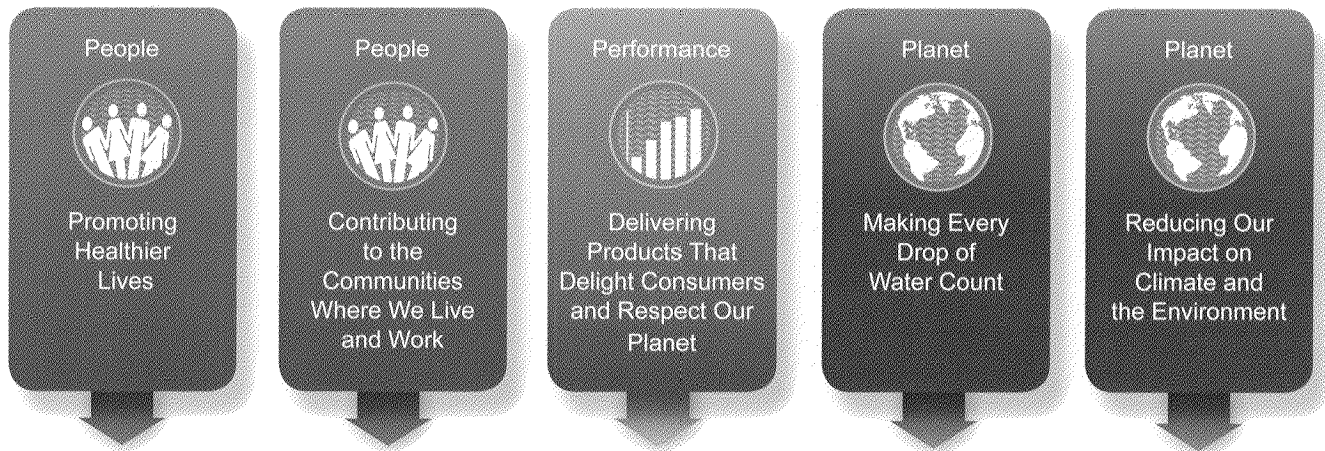 People
Promoting
Healthier
Lives
People
Contributing
to the
Communities
Where We Live
and Work
Performance
Delivering
Products That
Delight Consumers
and Respect Our
Planet
Planet
Making Every
Drop of
Water Count
Planet
Reducing Our
Impact on
Climate and
the Environment